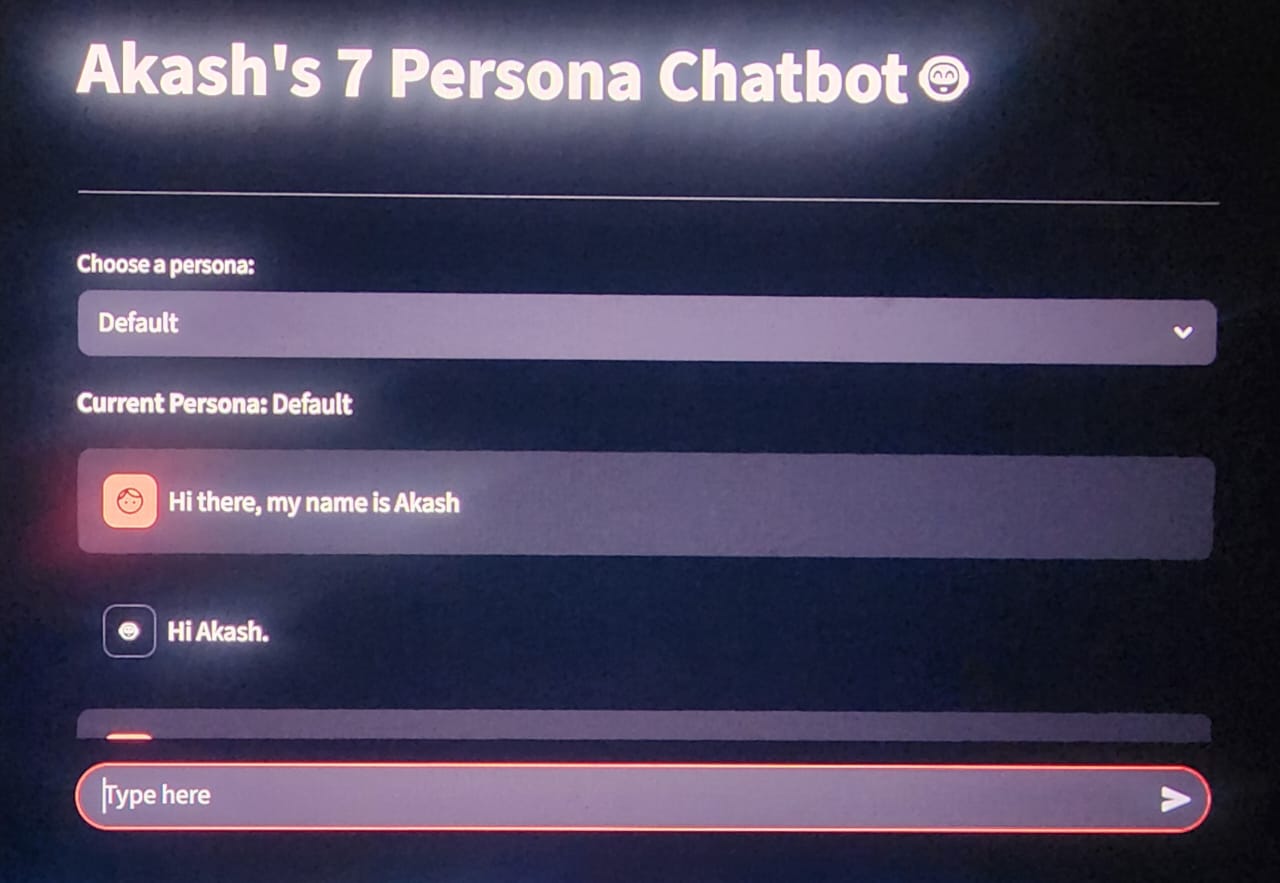 Akash's 7 Persona Chatbot
Choose a persona:
Default
Current Persona: Default
Hi there, my name is Akash
Hi Akash.
Type here